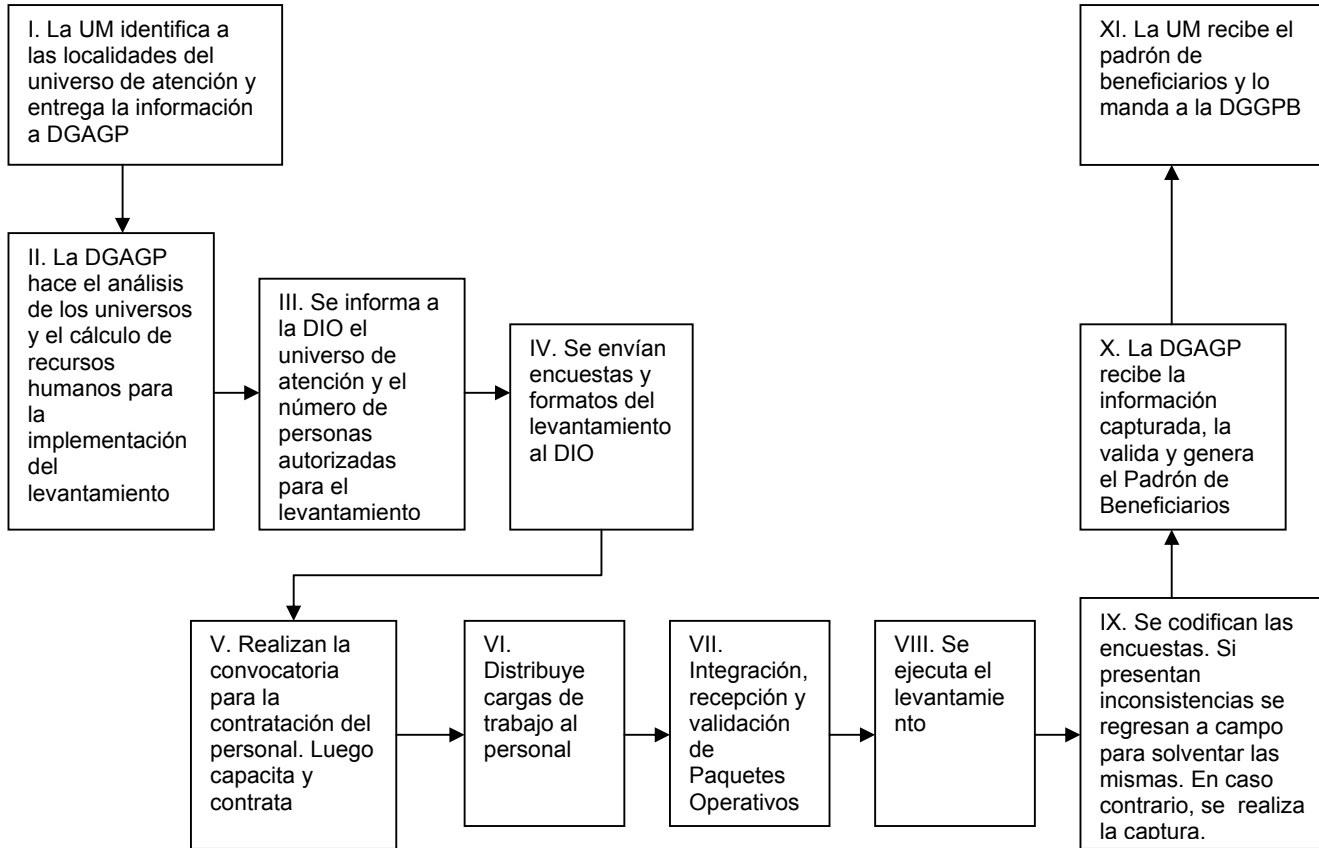 I. La UM identifica a
las localidades del
universo de atención y
entrega la información
a DGAGP
II. La DGAGP
hace el análisis
de los universos
y el cálculo de
recursos
humanos para
la
implementación
del
levantamiento
III. Se informa a
la DIO el
universo de
atención y el
número de
personas
autorizadas
para el
levantamiento
IV. Se envían
encuestas y
formatos del
levantamiento
al DIO
V. Realizan la
convocatoria
para la
contratación del
personal. Luego
capacita y
contrata
VI.
Distribuye
cargas de
trabajo al
personal
VII.
Integración,
recepción y
validación
de
Paquetes
Operativos
VIII. Se
ejecuta el
levantamie
nto
IX. Se codifican las
encuestas. Si
presentan
inconsistencias se
regresan a campo
para solventar las
mismas. En caso
contrario, se realiza
la captura.
X. La DGAGP
recibe la
información
capturada, la
valida y genera
el Padrón de
Beneficiarios
XI. La UM recibe el
padrón de
beneficiarios y lo
manda a la DGGPB